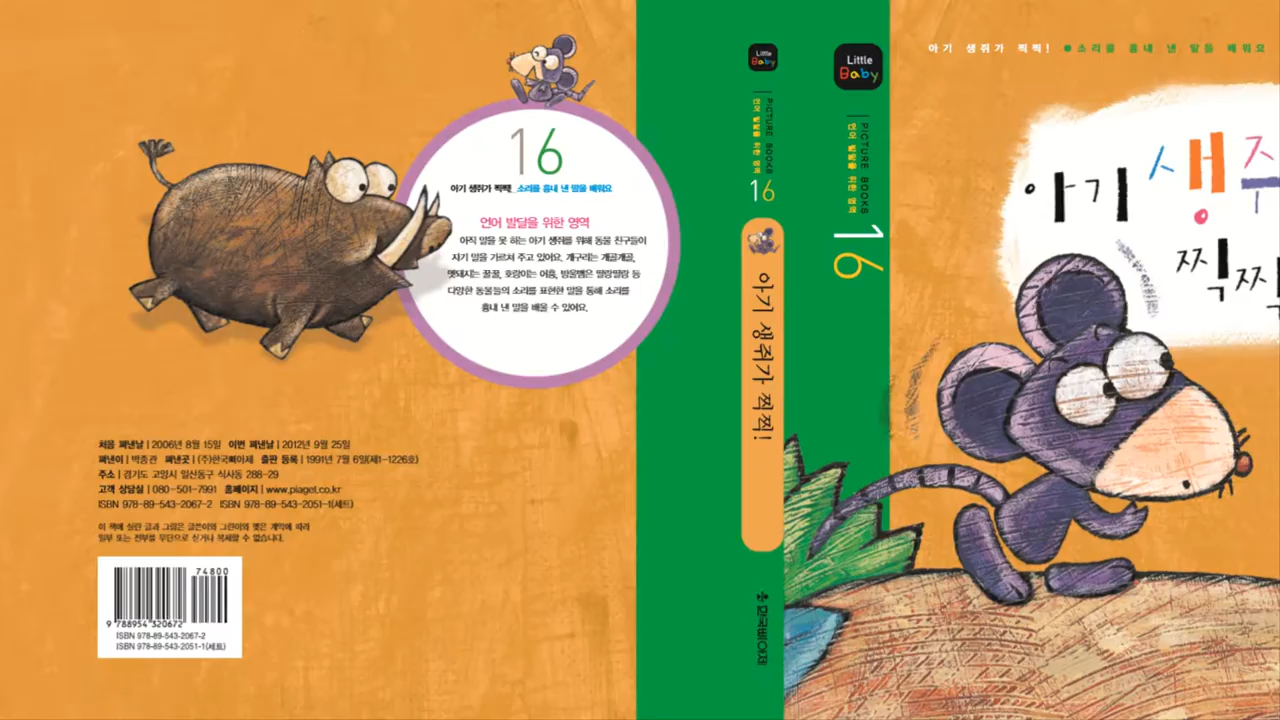 16
아기 생쥐가 찍찍! 소리를 흉내 낸 말을 배워요
언어 발달을 위한 영역
아직 말을 못 하는 아기 생쥐를 위해 동물 친구들이
자기 말을 가르쳐 주고 있어요. 개구리는 개골개골,
멧돼지는 꿀꿀, 호랑이는 어흥, 방울뱀은 딸랑딸랑 등
다양한 동물들의 소리를 표현한 말을 통해 소리를
흉내 낸 말을 배울 수 있어요.
처음 펴낸날 | 2006년 8월 15일 이번 펴낸날 | 2012년 9월 25일
펴낸이 | 박종관 펴낸곳 | (주)한국삐아제 출판 등록 | 1991년 7월 6일(제1-1226호)
주소 | 경기도 고양시 일산동구 식사동 288-29
고객 상담실 | 080-501-7991 홈페이지 | www.piaget.co.kr
ISBN 978-89-543-2067-2 ISBN 978-89-543-2051-1(세트)
이 책에 실린 글과 그림은 글쓴이와 그린이와 맺은 계약에 따라
일부 또는 전부를 무단으로 싣거나 복제할 수 없습니다.
74800
9 788954 320672
ISBN 978-89-543-2067-2
ISBN 978-89-543-2051-1(세트)
Little
Baby
PICTURE BOOKS
언어 발달을 위한 영역
16
아기 생쥐가 찍찍!
한국삐아제
Little
Baby
PICTURE BOOKS
언어 발달을 위한 영역
16
아기 생쥐가 찍찍! ●소리를 흉내 낸 말을 배워요
아기 생쥐
찍찍